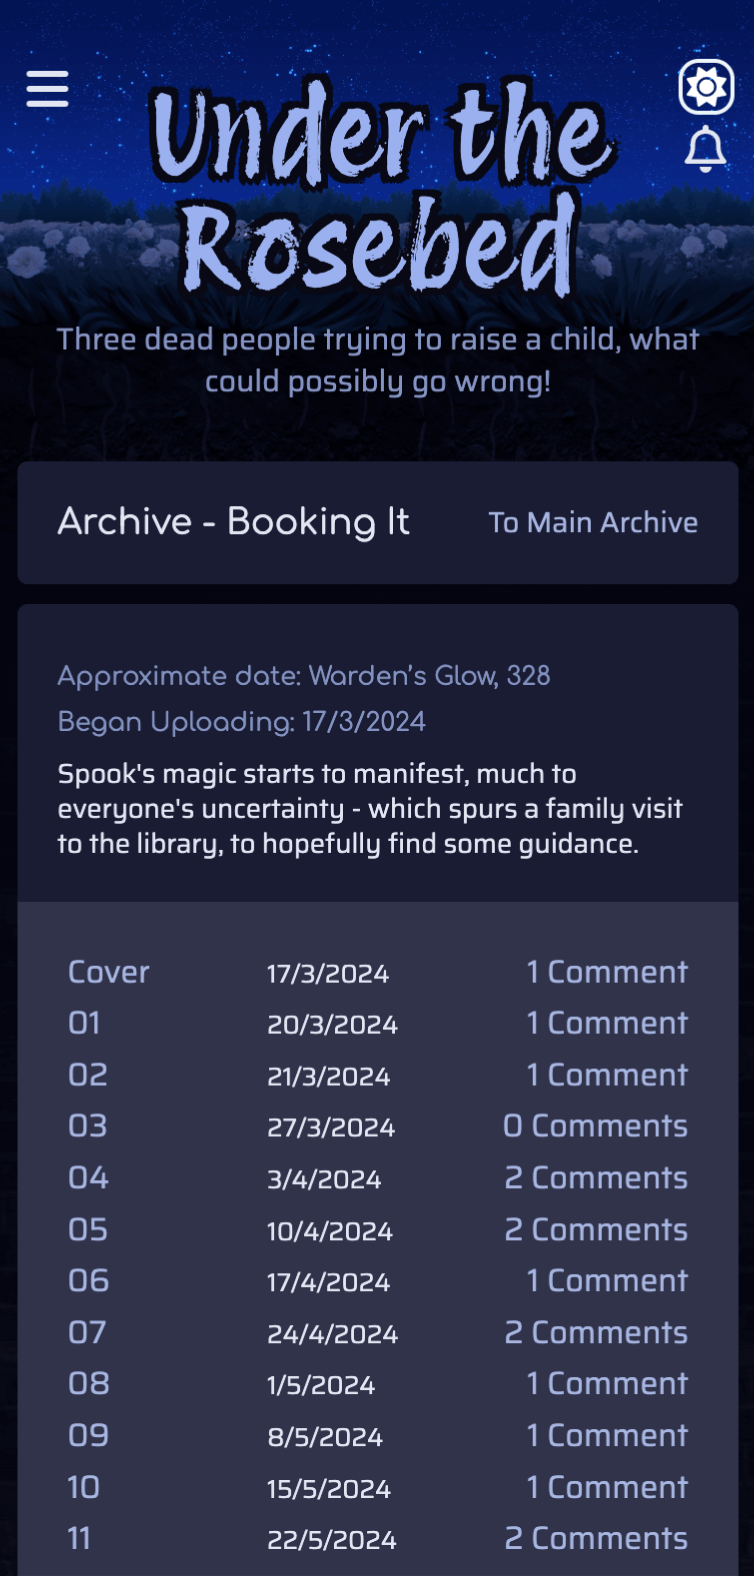 Under the
Rosebed
Three dead people trying to raise a child, what
could possibly go wrong!
Archive - Booking It
To Main Archive
Approximate date: Warden's Glow, 328
Began Uploading: 17/3/2024
Spook's magic starts to manifest, much to
everyone's uncertainty - which spurs a family visit
to the library, to hopefully find some guidance.
Cover 17/3/2024 1 Comment
01 20/3/2024 1 Comment
02 21/3/2024 1 Comment
03 27/3/2024 0 Comments
04 3/4/2024 2 Comments
05 10/4/2024 2 Comments
06 17/4/2024 1 Comment
07 24/4/2024 2 Comments
08 1/5/2024 1 Comment
09 8/5/2024 1 Comment
10 15/5/2024 1 Comment
11 22/5/2024 2 Comments